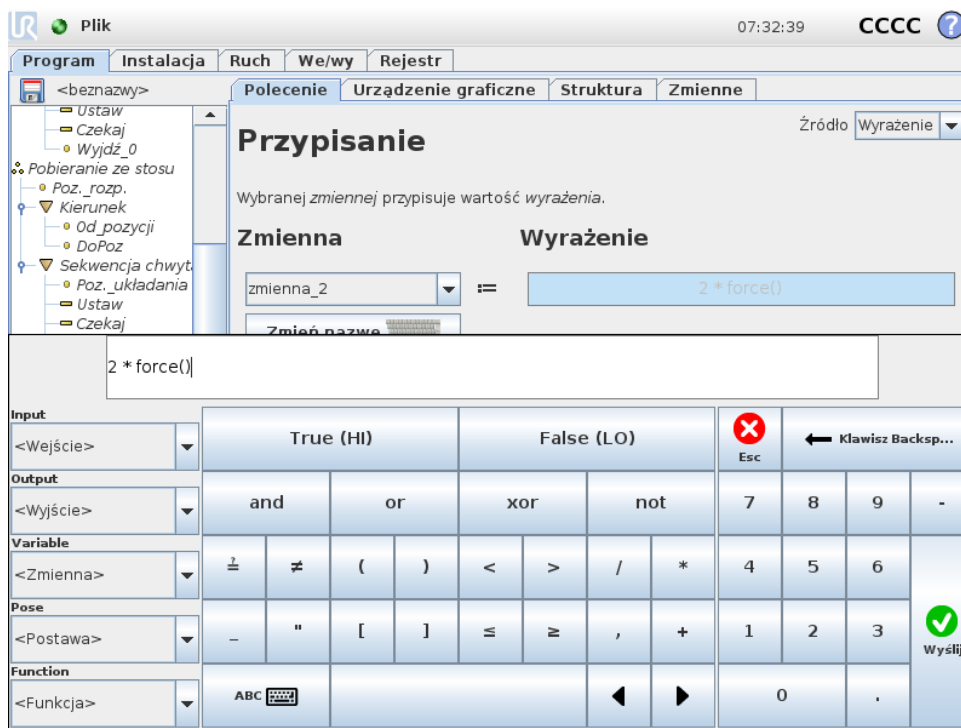 UR Plik 07:32:39 CCCC ?
Program Instalacja Ruch We/wy Rejestr
<beznazwy>
Ustaw
Czekaj
Wyjdź_0
Pobieranie ze stosu
Poz._rozp.
Kierunek
Od_pozycji
DoPoz
Sekwencja chwyt
Poz._układania
Ustaw
Czekaj
Polecenie Urządzenie graficzne Struktura Zmienne
Przypisanie
Źródło Wyrażenie
Wybranej zmiennej przypisuje wartość wyrażenia.
Zmienna Wyrażenie
zmienna_2 := 2 * force()
Zmień nazwę
2 * force()
Input
<Wejście>
Output
<Wyjście>
Variable
<Zmienna>
Pose
<Postawa>
Function
<Funkcja>
True (HI) False (LO) Esc Klawisz Backsp...
and or xor not 7 8 9 -
≟ ≠ ( ) < > / * 4 5 6
_ " [ ] ≤ ≥ , + 1 2 3 Wyślij
ABC 0 .